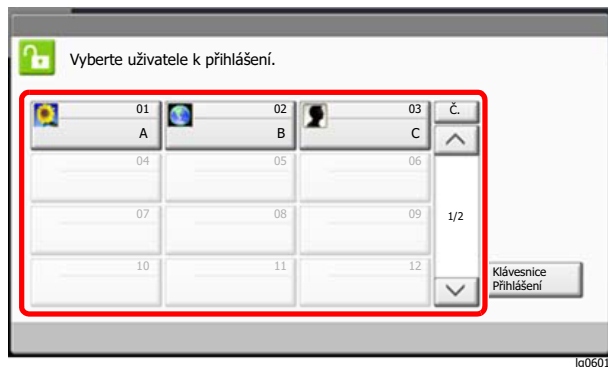 Vyberte uživatele k přihlášení.
01
A
02
B
03
C
Č.
04
05
06
07
08
09
1/2
10
11
12
Klávesnice
Přihlášení
lg0601